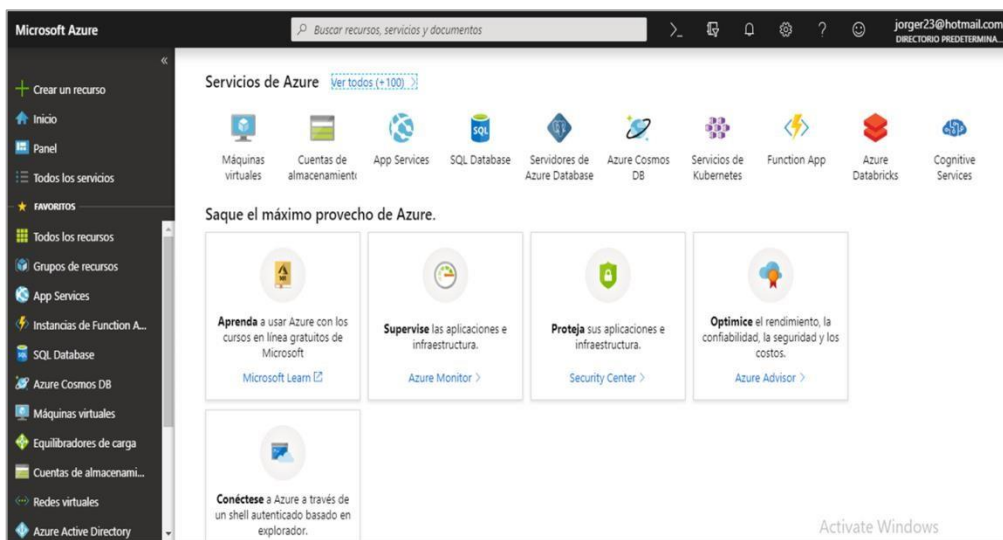 Microsoft Azure
Buscar recursos, servicios y documentos
jorger23@hotmail.com
DIRECTORIO PREDETERMINA...
Crear un recurso
Inicio
Panel
Todos los servicios
FAVORITOS
Todos los recursos
Grupos de recursos
App Services
Instancias de Function A...
SQL Database
Azure Cosmos DB
Máquinas virtuales
Equilibradores de carga
Cuentas de almacenami...
Redes virtuales
Azure Active Directory
Servicios de Azure Ver todos (+100)
SQL
Máquinas
virtuales
Cuentas de
almacenamiento
App Services
SQL Database
Servidores de
Azure Database
Azure Cosmos
DB
Servicios de
Kubernetes
Function App
Azure
Databricks
Cognitive
Services
Saque el máximo provecho de Azure.
Aprenda a usar Azure con los
cursos en línea gratuitos de
Microsoft
Microsoft Learn
Supervise las aplicaciones e
infraestructura.
Azure Monitor
Proteja sus aplicaciones e
infraestructura.
Security Center
Optimice el rendimiento, la
confiabilidad, la seguridad y los
costos.
Azure Advisor
Conéctese a Azure a través de
un shell autenticado basado en
explorador.
Activate Windows